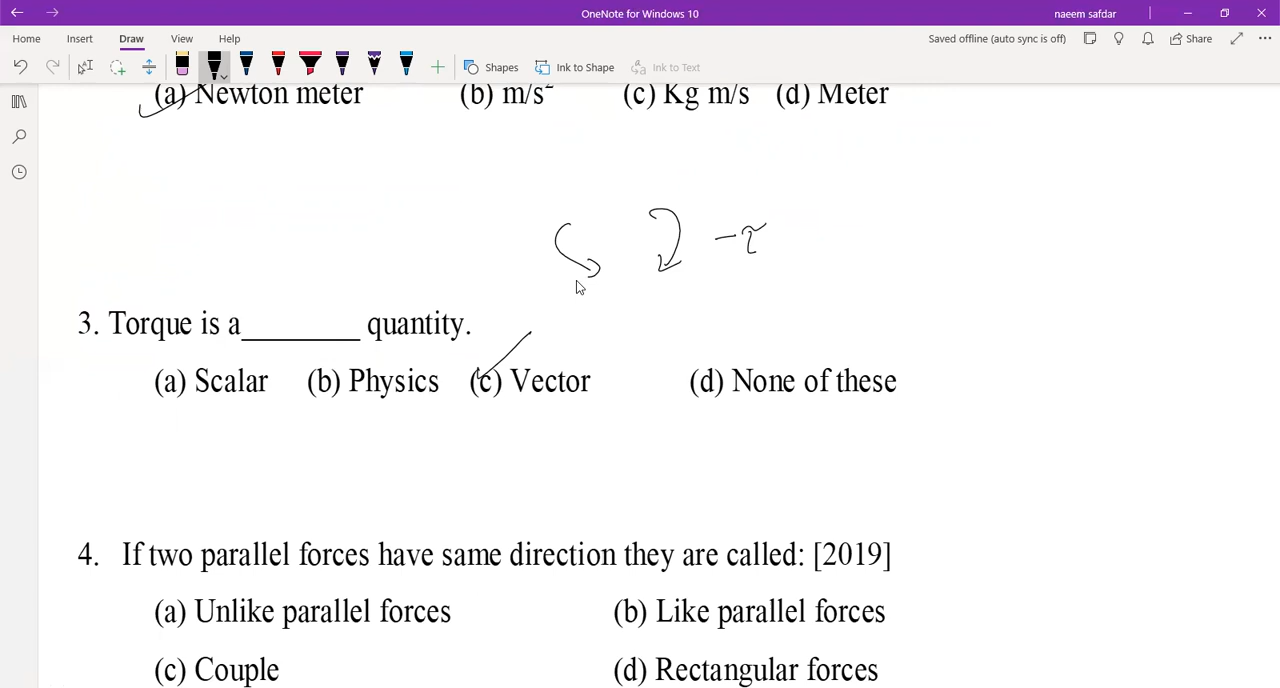 OneNote for Windows 10
naeem safdar
Home Insert Draw View Help
Saved offline (auto sync is off)
Share
Shapes
Ink to Shape
Ink to Text
(a) Newton meter (b) m/s² (c) Kg m/s (d) Meter
-τ
3. Torque is a________ quantity.
(a) Scalar (b) Physics (c) Vector (d) None of these
4. If two parallel forces have same direction they are called: [2019]
(a) Unlike parallel forces (b) Like parallel forces
(c) Couple (d) Rectangular forces